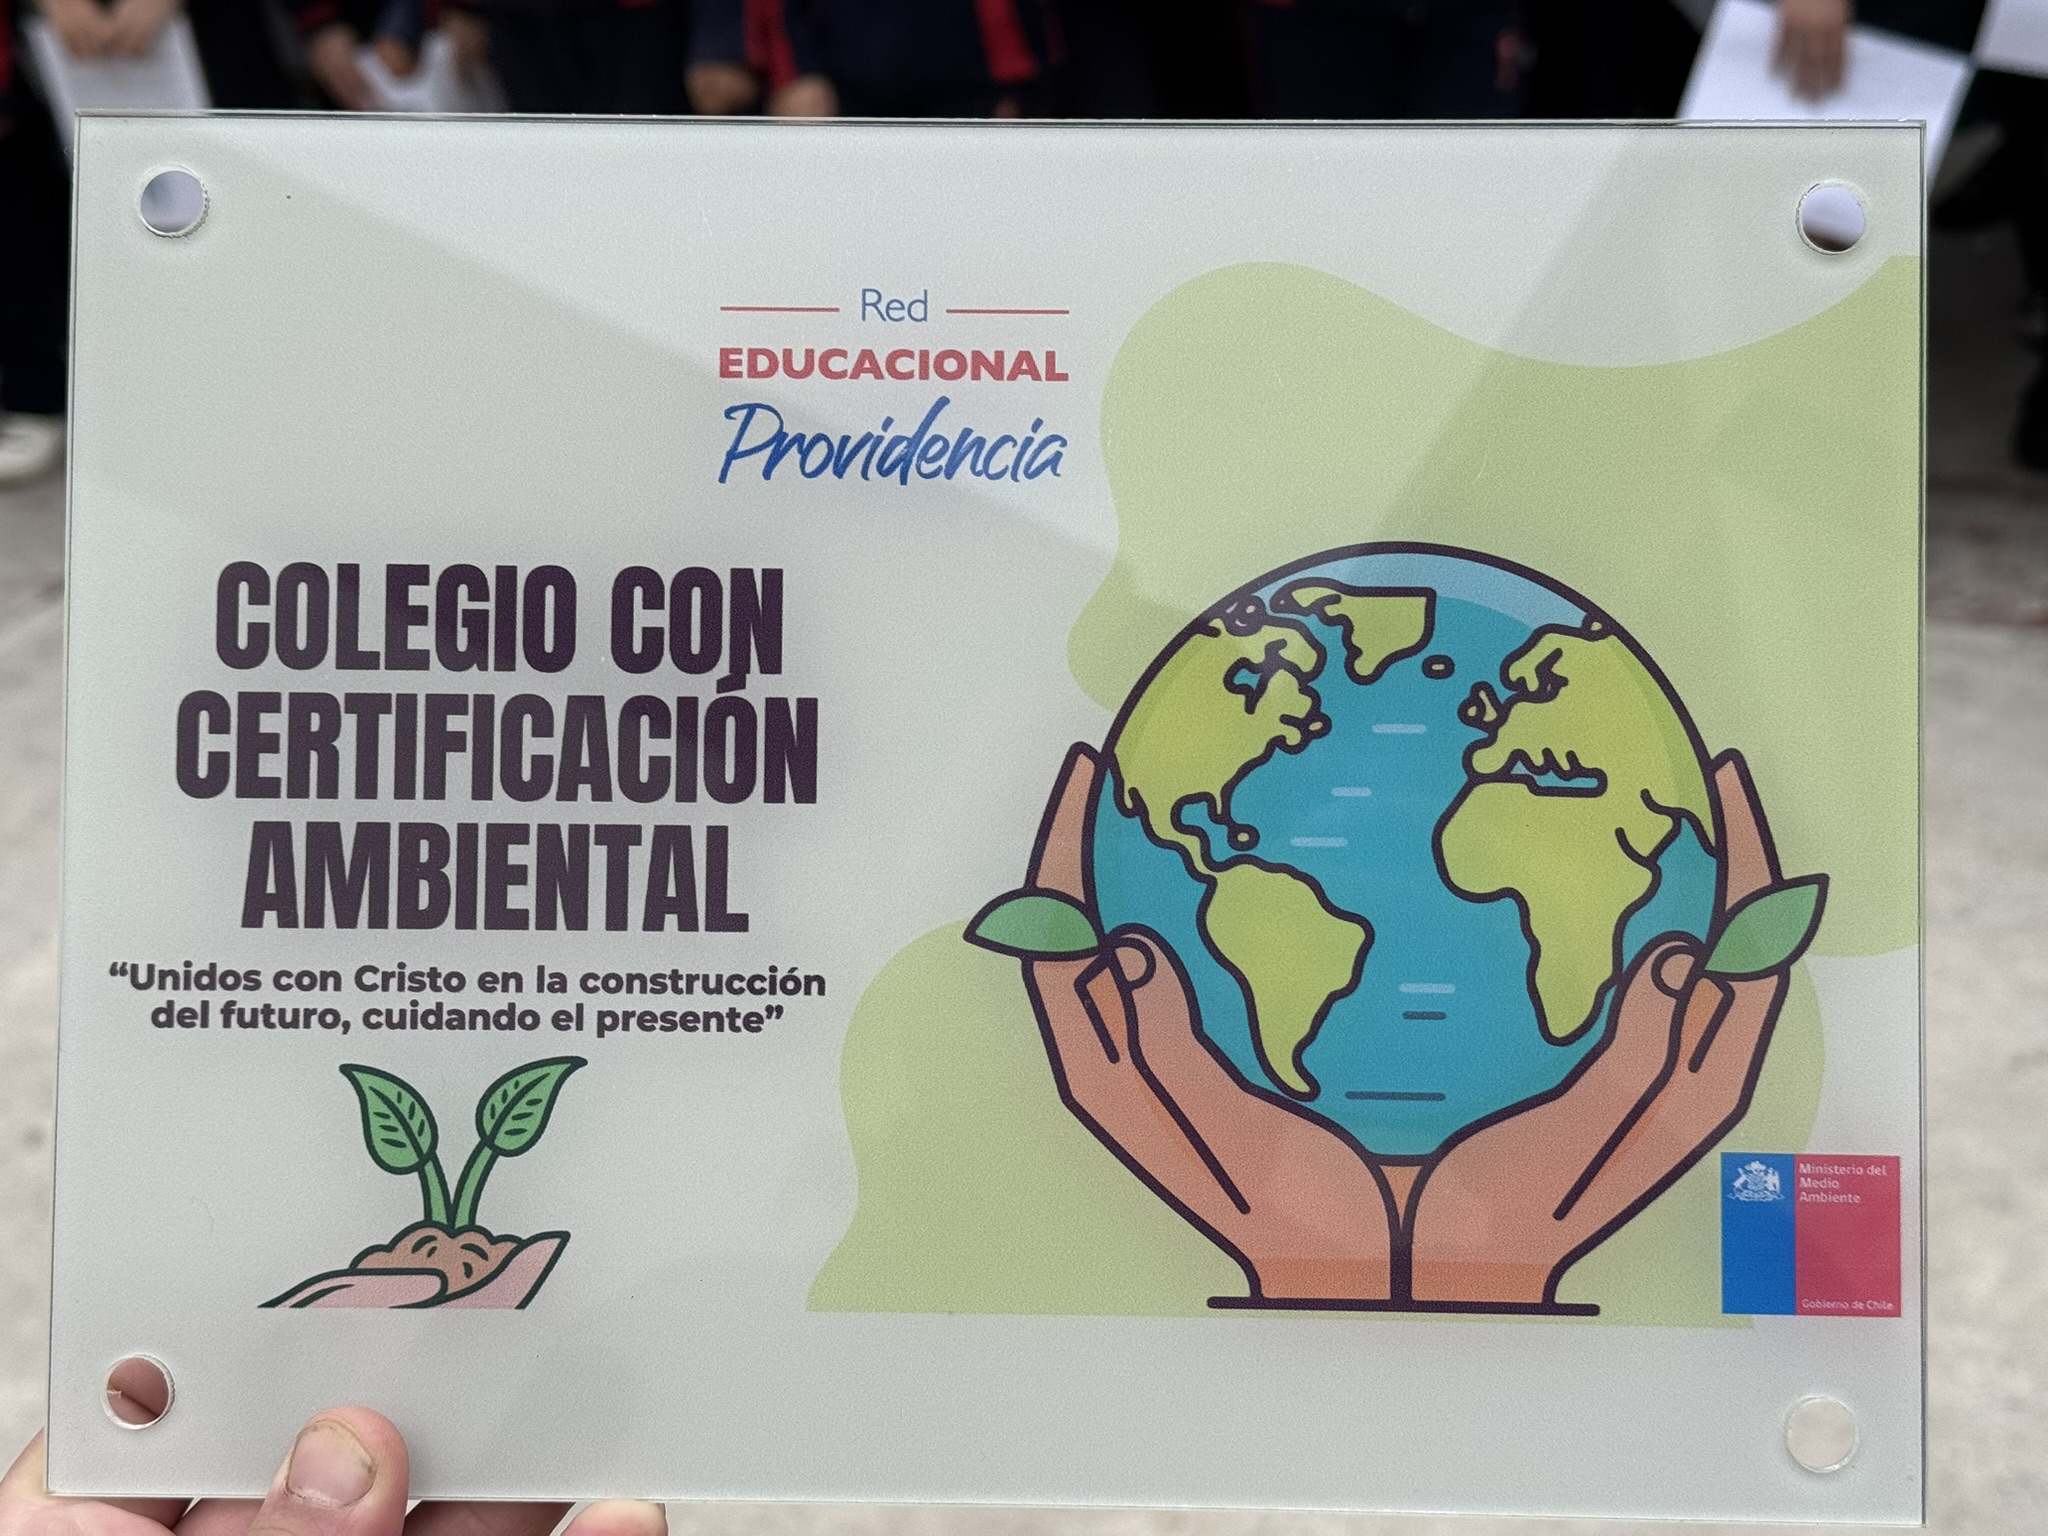 Red
EDUCACIONAL
Providencia
COLEGIO CON
CERTIFICACIÓN
AMBIENTAL
“Unidos con Cristo en la construcción
del futuro, cuidando el presente”
Ministerio del
Medio
Ambiente
Gobierno de Chile